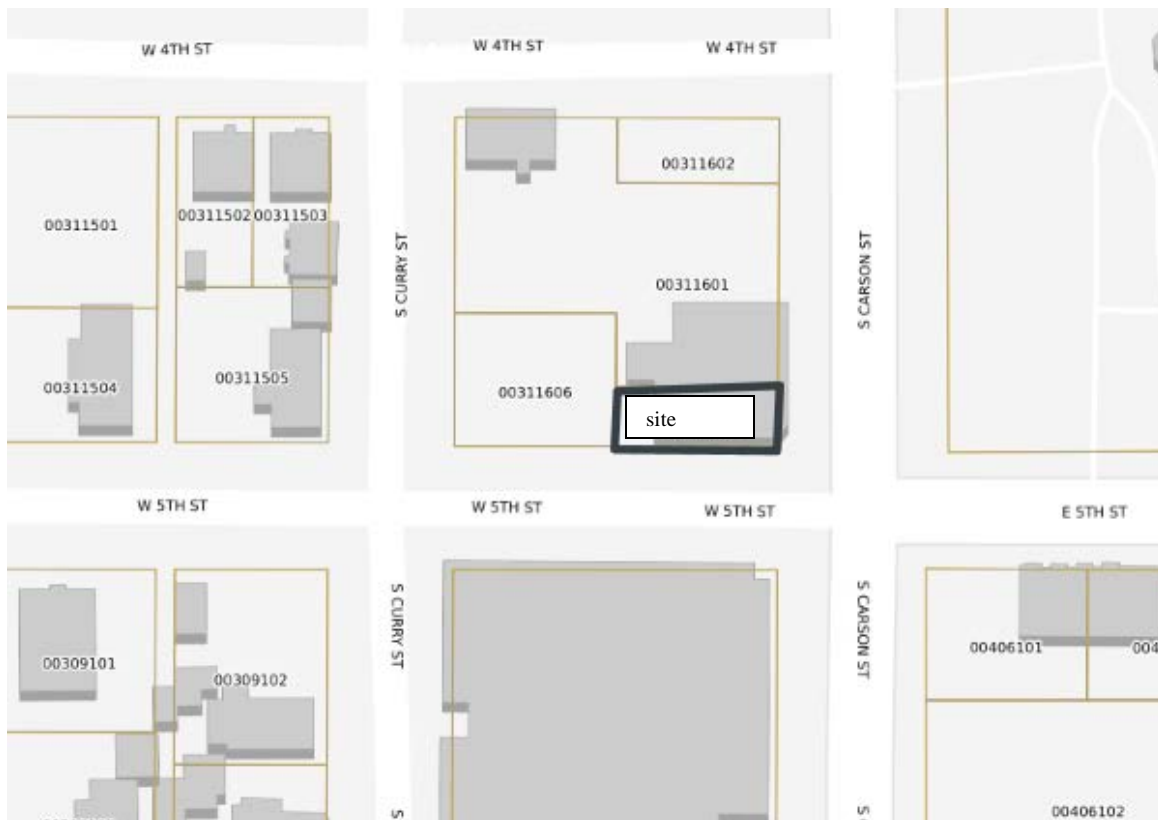 W 4TH ST
W 4TH ST
W 4TH ST
00311602
00311501
00311502
00311503
S CURRY ST
S CARSON ST
00311601
00311504
00311505
00311606
site
W 5TH ST
W 5TH ST
W 5TH ST
E 5TH ST
S CURRY ST
S CARSON ST
00309101
00309102
00406101
004
00406102
S
S